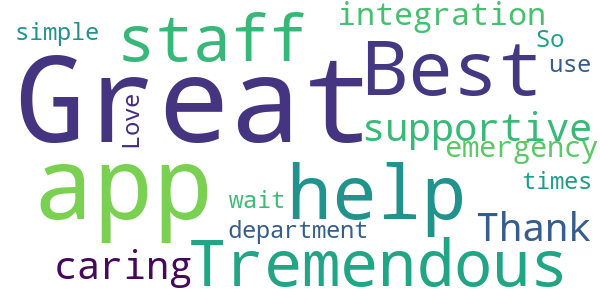 integration
simple
staff
So
Great
Best
use
Love
supportive
emergency
app
help
times
wait
Thank
department
caring
Tremendous